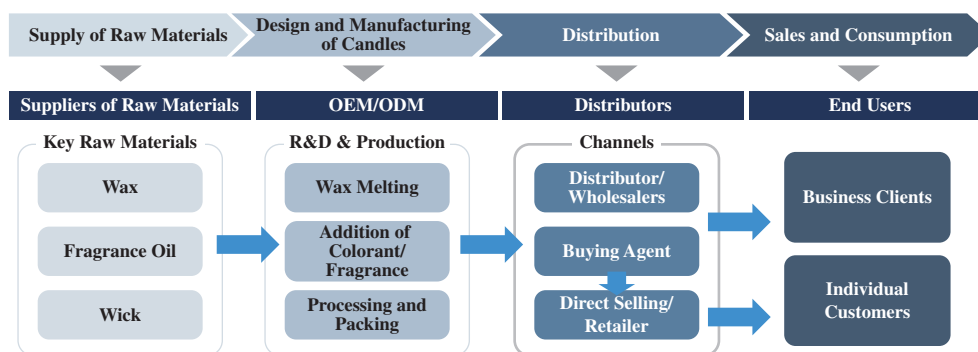 Supply of Raw Materials
Design and Manufacturing
of Candles
Distribution
Sales and Consumption
Suppliers of Raw Materials
OEM/ODM
Distributors
End Users
Key Raw Materials
Wax
Fragrance Oil
Wick
R&D & Production
Wax Melting
Addition of
Colorant/
Fragrance
Processing and
Packing
Channels
Distributor/
Wholesalers
Buying Agent
Direct Selling/
Retailer
Business Clients
Individual
Customers